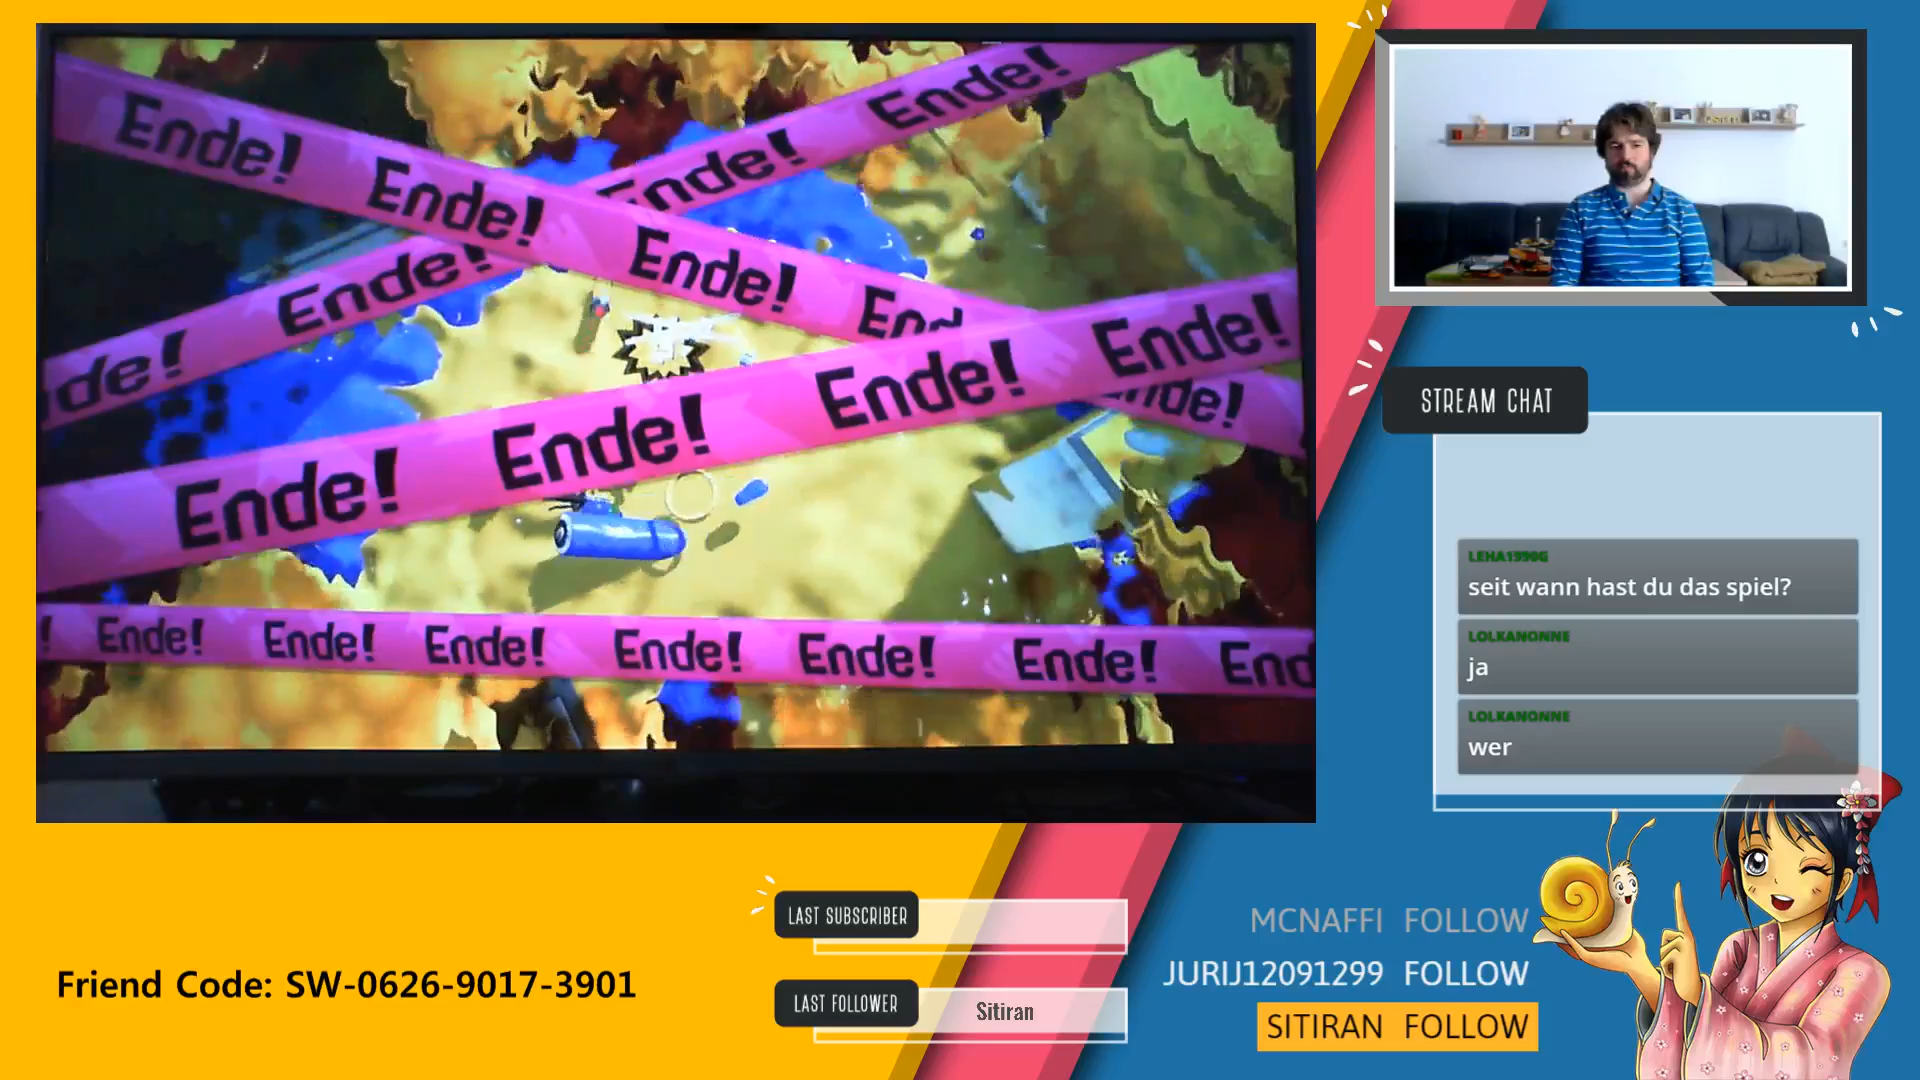 Ende! Ende! Ende! Ende!
Ende! Ende! Ende!
Ende! Ende! Ende! Ende!
Ende! Ende! Ende! Ende! Ende! Ende!
STREAM CHAT
LEHA1990G
seit wann hast du das spiel?
LOLKANONNE
ja
LOLKANONNE
wer
LAST SUBSCRIBER
LAST FOLLOWER
Sitiran
Friend Code: SW-0626-9017-3901
MCNAFFI FOLLOW
JURIJ12091299 FOLLOW
SITIRAN FOLLOW